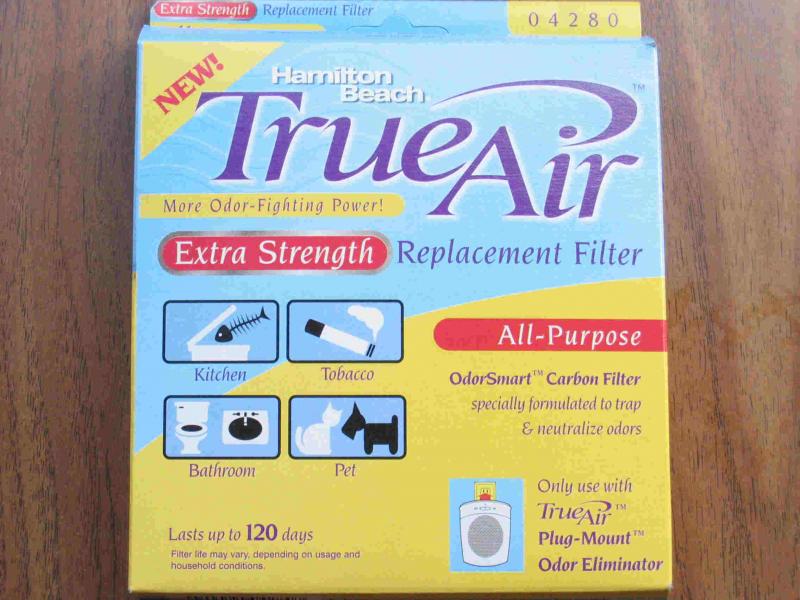 Extra Strength Replacement Filter
04280
NEW!
Hamilton
Beach®
TrueAir™
More Odor-Fighting Power!
Extra Strength Replacement Filter
Kitchen
Tobacco
Bathroom
Pet
All-Purpose
OdorSmart™ Carbon Filter
specially formulated to trap
& neutralize odors
Lasts up to 120 days
Filter life may vary, depending on usage and
household conditions.
Only use with
TrueAir™
Plug-Mount™
Odor Eliminator